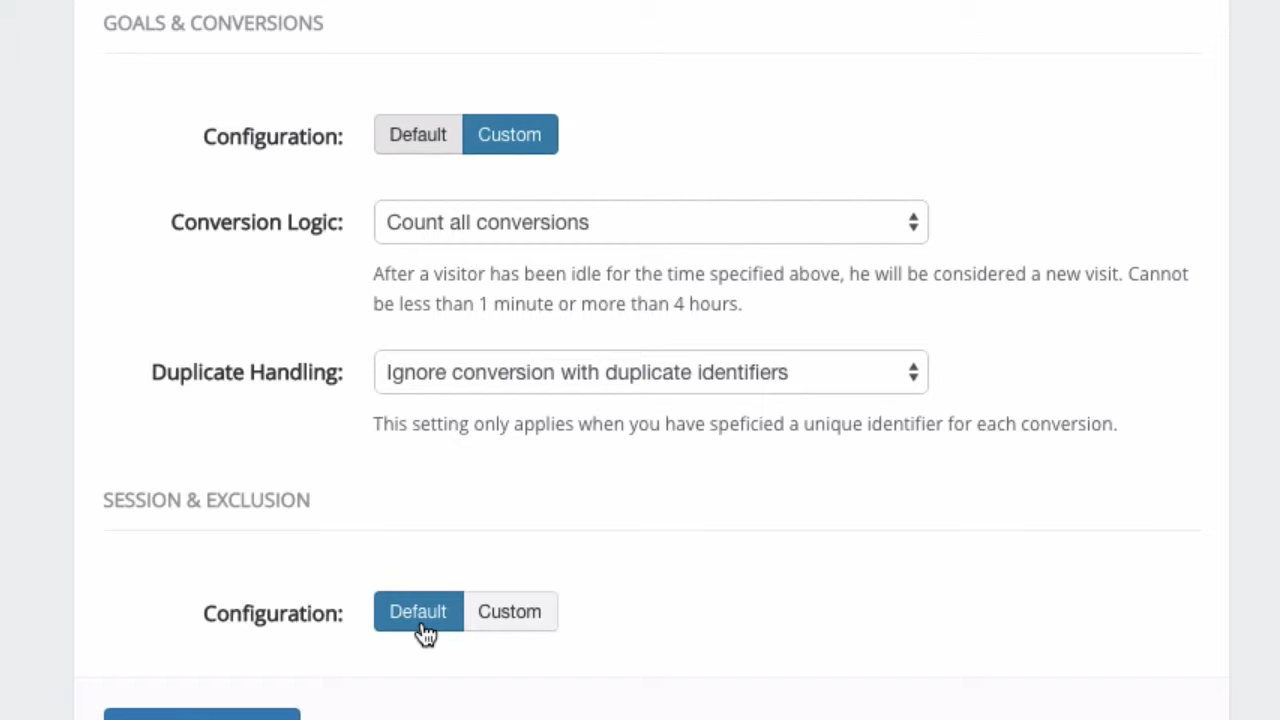 GOALS & CONVERSIONS
Configuration:
Default
Custom
Conversion Logic:
Count all conversions
After a visitor has been idle for the time specified above, he will be considered a new visit. Cannot
be less than 1 minute or more than 4 hours.
Duplicate Handling:
Ignore conversion with duplicate identifiers
This setting only applies when you have speficied a unique identifier for each conversion.
SESSION & EXCLUSION
Configuration:
Default
Custom